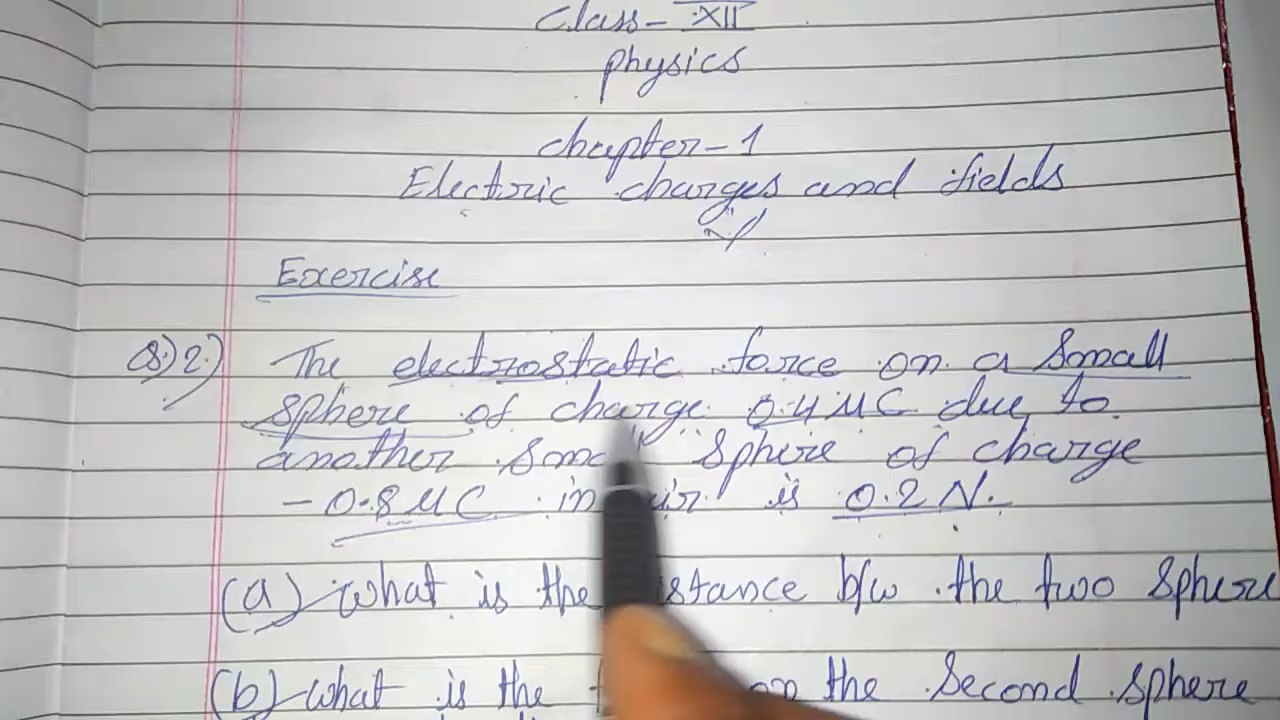 Class - XII
Physics
Chapter-1
Electric charges and fields
Exercise
Q)2.) The electrostatic force on a small
sphere of charge 0.4 μC due to
another small sphere of charge
-0.8 μC in air is 0.2 N.
(a) what is the distance b/w the two sphere
(b) what is the on the second sphere